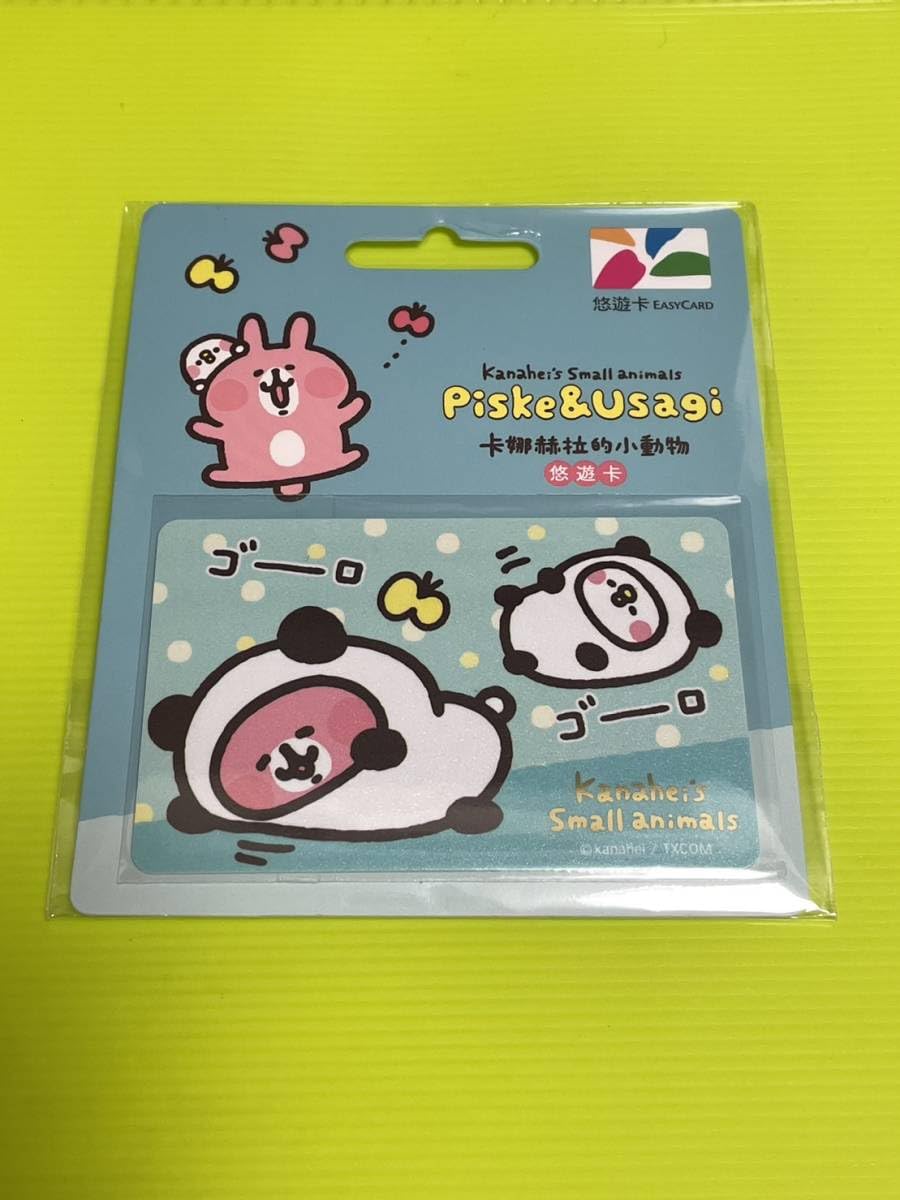 悠遊卡 EASYCARD
Kanahei's Small animals
Piske&Usagi
卡娜赫拉的小動物
悠遊卡
ゴーロ
ゴーロ
Kanahei's
Small animals
©kanahei / TXCOM